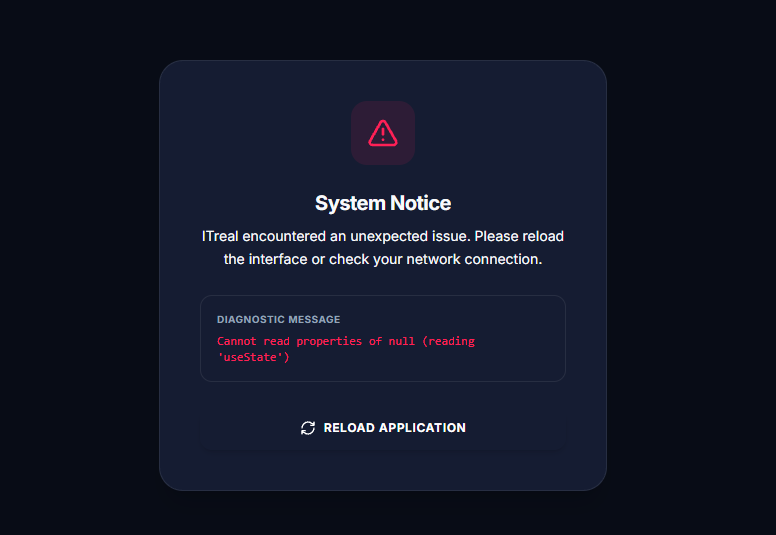 System Notice
ITreal encountered an unexpected issue. Please reload
the interface or check your network connection.
DIAGNOSTIC MESSAGE
Cannot read properties of null (reading
'useState')
RELOAD APPLICATION